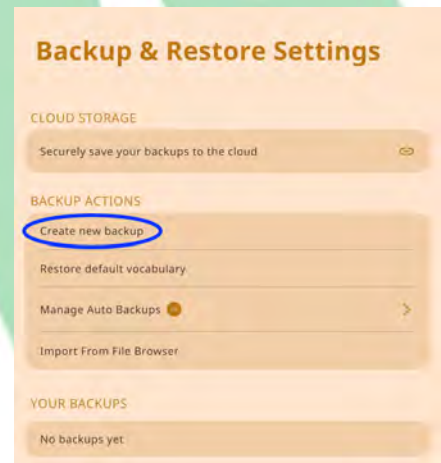 Backup & Restore Settings
CLOUD STORAGE
Securely save your backups to the cloud
BACKUP ACTIONS
Create new backup
Restore default vocabulary
Manage Auto Backups
Import From File Browser
YOUR BACKUPS
No backups yet